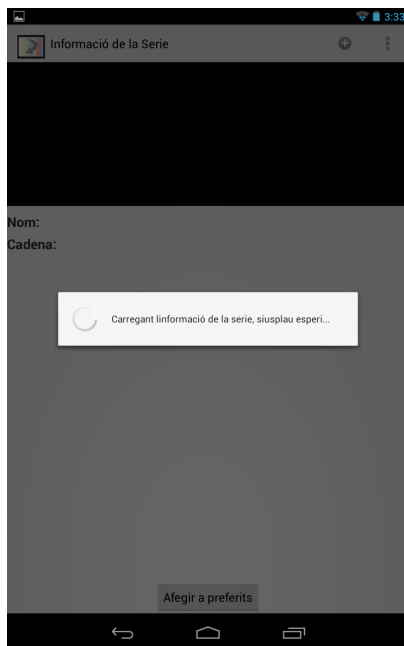 3:33
Informació de la Serie
Nom:
Cadena:
Carregant linformació de la serie, siusplau esperi...
Afegir a preferits